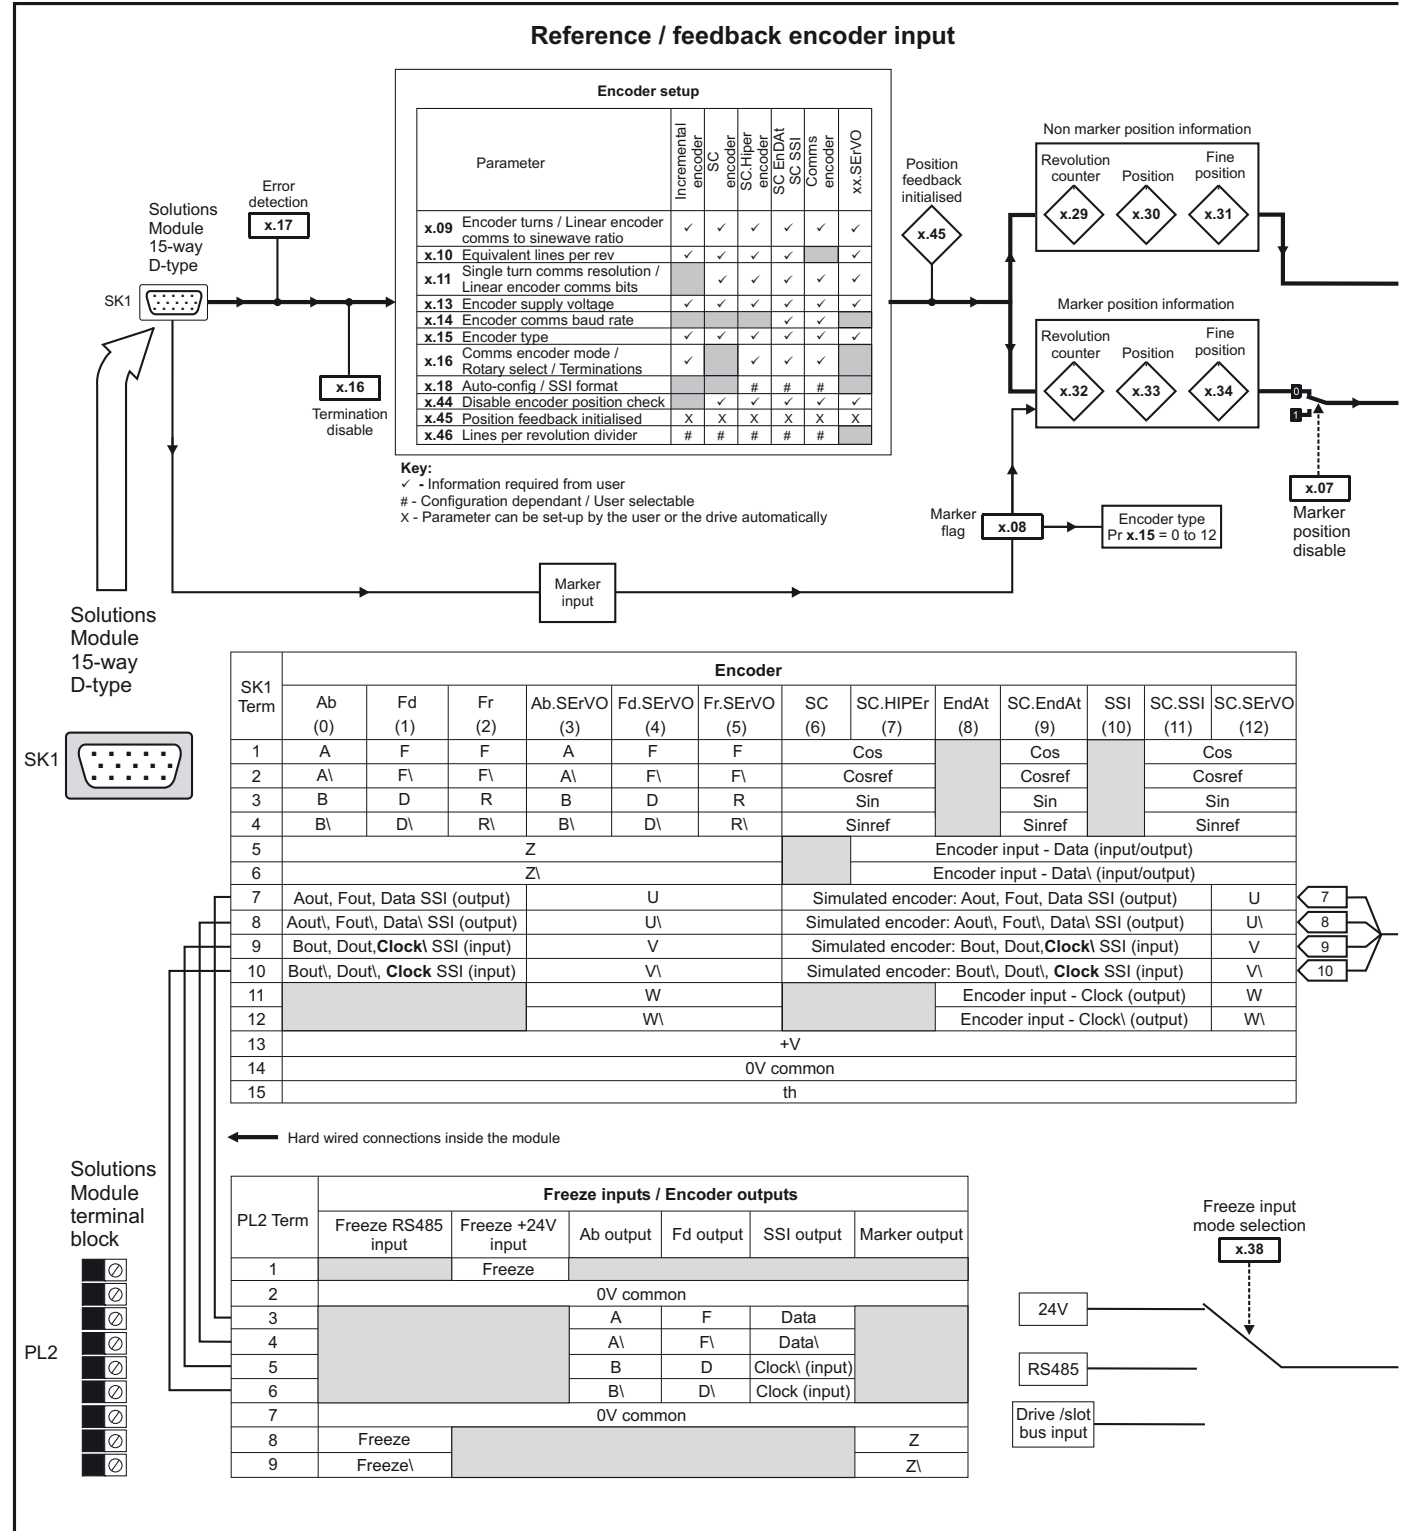 Reference / feedback encoder input
Encoder setup
Parameter
Incremental encoder
SC encoder
SC.Hiper encoder
SC EnDAt SC SSI
Comms encoder
xx.SErVO
x.09 Encoder turns / Linear encoder comms to sinewave ratio ✓ ✓ ✓ ✓ ✓ ✓
x.10 Equivalent lines per rev ✓ ✓ ✓ ✓ ✓
x.11 Single turn comms resolution / Linear encoder comms bits ✓ ✓ ✓ ✓ ✓
x.13 Encoder supply voltage ✓ ✓ ✓ ✓ ✓ ✓
x.14 Encoder comms baud rate ✓ ✓
x.15 Encoder type ✓ ✓ ✓ ✓ ✓ ✓
x.16 Comms encoder mode / Rotary select / Terminations ✓ ✓ ✓ ✓
x.18 Auto-config / SSI format # # #
x.44 Disable encoder position check ✓ ✓ ✓ ✓ ✓
x.45 Position feedback initialised X X X X X X
x.46 Lines per revolution divider # # # # #
Key:
✓ - Information required from user
# - Configuration dependant / User selectable
X - Parameter can be set-up by the user or the drive automatically
Solutions
Module
15-way
D-type
SK1
Error
detection
x.17
x.16
Termination
disable
Position
feedback
initialised
x.45
Non marker position information
Revolution
counter
Position
Fine
position
x.29 x.30 x.31
Marker position information
Revolution
counter
Position
Fine
position
x.32 x.33 x.34
0
1
x.07
Marker
position
disable
Marker
flag
x.08
Encoder type
Pr x.15 = 0 to 12
Marker
input
Solutions
Module
15-way
D-type
SK1
SK1 Term
Encoder
Ab (0) Fd (1) Fr (2) Ab.SErVO (3) Fd.SErVO (4) Fr.SErVO (5) SC (6) SC.HIPEr (7) EndAt (8) SC.EndAt (9) SSI (10) SC.SSI (11) SC.SErVO (12)
1 A F F A F F Cos Cos Cos
2 A\ F\ F\ A\ F\ F\ Cosref Cosref Cosref
3 B D R B D R Sin Sin Sin
4 B\ D\ R\ B\ D\ R\ Sinref Sinref Sinref
5 Z Encoder input - Data (input/output)
6 Z\ Encoder input - Data\ (input/output)
7 Aout, Fout, Data SSI (output) U Simulated encoder: Aout, Fout, Data SSI (output) U 7
8 Aout\, Fout\, Data\ SSI (output) U\ Simulated encoder: Aout\, Fout\, Data\ SSI (output) U\ 8
9 Bout, Dout,Clock\ SSI (input) V Simulated encoder: Bout, Dout,Clock\ SSI (input) V 9
10 Bout\, Dout\, Clock SSI (input) V\ Simulated encoder: Bout\, Dout\, Clock SSI (input) V\ 10
11 W Encoder input - Clock (output) W
12 W\ Encoder input - Clock\ (output) W\
13 +V
14 0V common
15 th
Hard wired connections inside the module
Solutions
Module
terminal
block
PL2
PL2 Term
Freeze inputs / Encoder outputs
Freeze RS485 input Freeze +24V input Ab output Fd output SSI output Marker output
1 Freeze
2 0V common
3 A F Data
4 A\ F\ Data\
5 B D Clock\ (input)
6 B\ D\ Clock (input)
7 0V common
8 Freeze Z
9 Freeze\ Z\
Freeze input
mode selection
x.38
24V
RS485
Drive /slot
bus input